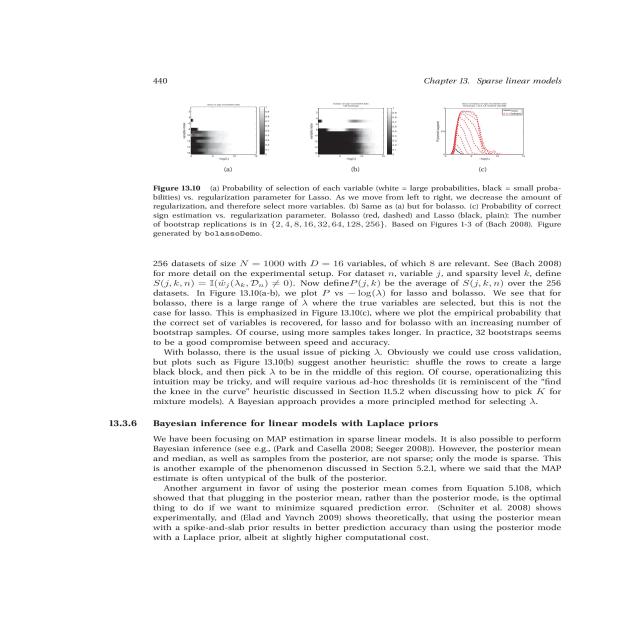 440
Chapter 13. Sparse linear models
(a)
(b)
(c)
Figure 13.10 (a) Probability of selection of each variable (white = large probabilities, black = small proba-
bilities) vs. regularization parameter for Lasso. As we move from left to right, we decrease the amount of
regularization, and therefore select more variables. (b) Same as (a) but for bolasso. (c) Probability of correct
sign estimation vs. regularization parameter. Bolasso (red, dashed) and Lasso (black, plain): The number
of bootstrap replications is in {2, 4, 8, 16, 32, 64, 128, 256}. Based on Figures 1-3 of (Bach 2008). Figure
generated by bolassoDemo.
256 datasets of size N = 1000 with D = 16 variables, of which 8 are relevant. See (Bach 2008)
for more detail on the experimental setup. For dataset n, variable j, and sparsity level k, define
S(j, k, n) = 𝕀(ŵj(λk, Dn) ≠ 0). Now defineP(j, k) be the average of S(j, k, n) over the 256
datasets. In Figure 13.10(a-b), we plot P vs − log(λ) for lasso and bolasso. We see that for
bolasso, there is a large range of λ where the true variables are selected, but this is not the
case for lasso. This is emphasized in Figure 13.10(c), where we plot the empirical probability that
the correct set of variables is recovered, for lasso and for bolasso with an increasing number of
bootstrap samples. Of course, using more samples takes longer. In practice, 32 bootstraps seems
to be a good compromise between speed and accuracy.
With bolasso, there is the usual issue of picking λ. Obviously we could use cross validation,
but plots such as Figure 13.10(b) suggest another heuristic: shuffle the rows to create a large
black block, and then pick λ to be in the middle of this region. Of course, operationalizing this
intuition may be tricky, and will require various ad-hoc thresholds (it is reminiscent of the "find
the knee in the curve" heuristic discussed in Section 11.5.2 when discussing how to pick K for
mixture models). A Bayesian approach provides a more principled method for selecting λ.
13.3.6 Bayesian inference for linear models with Laplace priors
We have been focusing on MAP estimation in sparse linear models. It is also possible to perform
Bayesian inference (see e.g., (Park and Casella 2008; Seeger 2008)). However, the posterior mean
and median, as well as samples from the posterior, are not sparse; only the mode is sparse. This
is another example of the phenomenon discussed in Section 5.2.1, where we said that the MAP
estimate is often untypical of the bulk of the posterior.
Another argument in favor of using the posterior mean comes from Equation 5.108, which
showed that that plugging in the posterior mean, rather than the posterior mode, is the optimal
thing to do if we want to minimize squared prediction error. (Schniter et al. 2008) shows
experimentally, and (Elad and Yavnch 2009) shows theoretically, that using the posterior mean
with a spike-and-slab prior results in better prediction accuracy than using the posterior mode
with a Laplace prior, albeit at slightly higher computational cost.